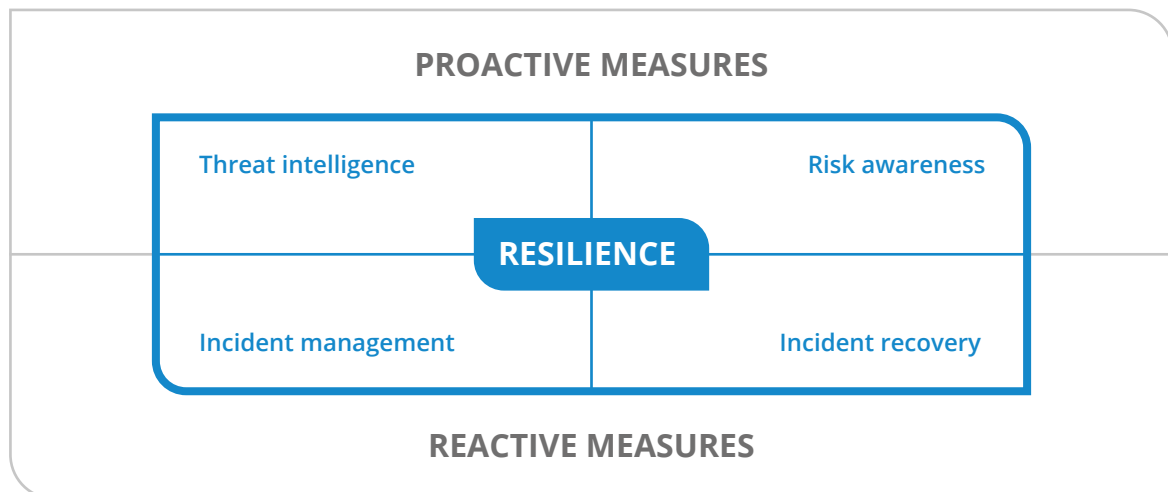 PROACTIVE MEASURES
Threat intelligence
Risk awareness
RESILIENCE
Incident management
Incident recovery
REACTIVE MEASURES